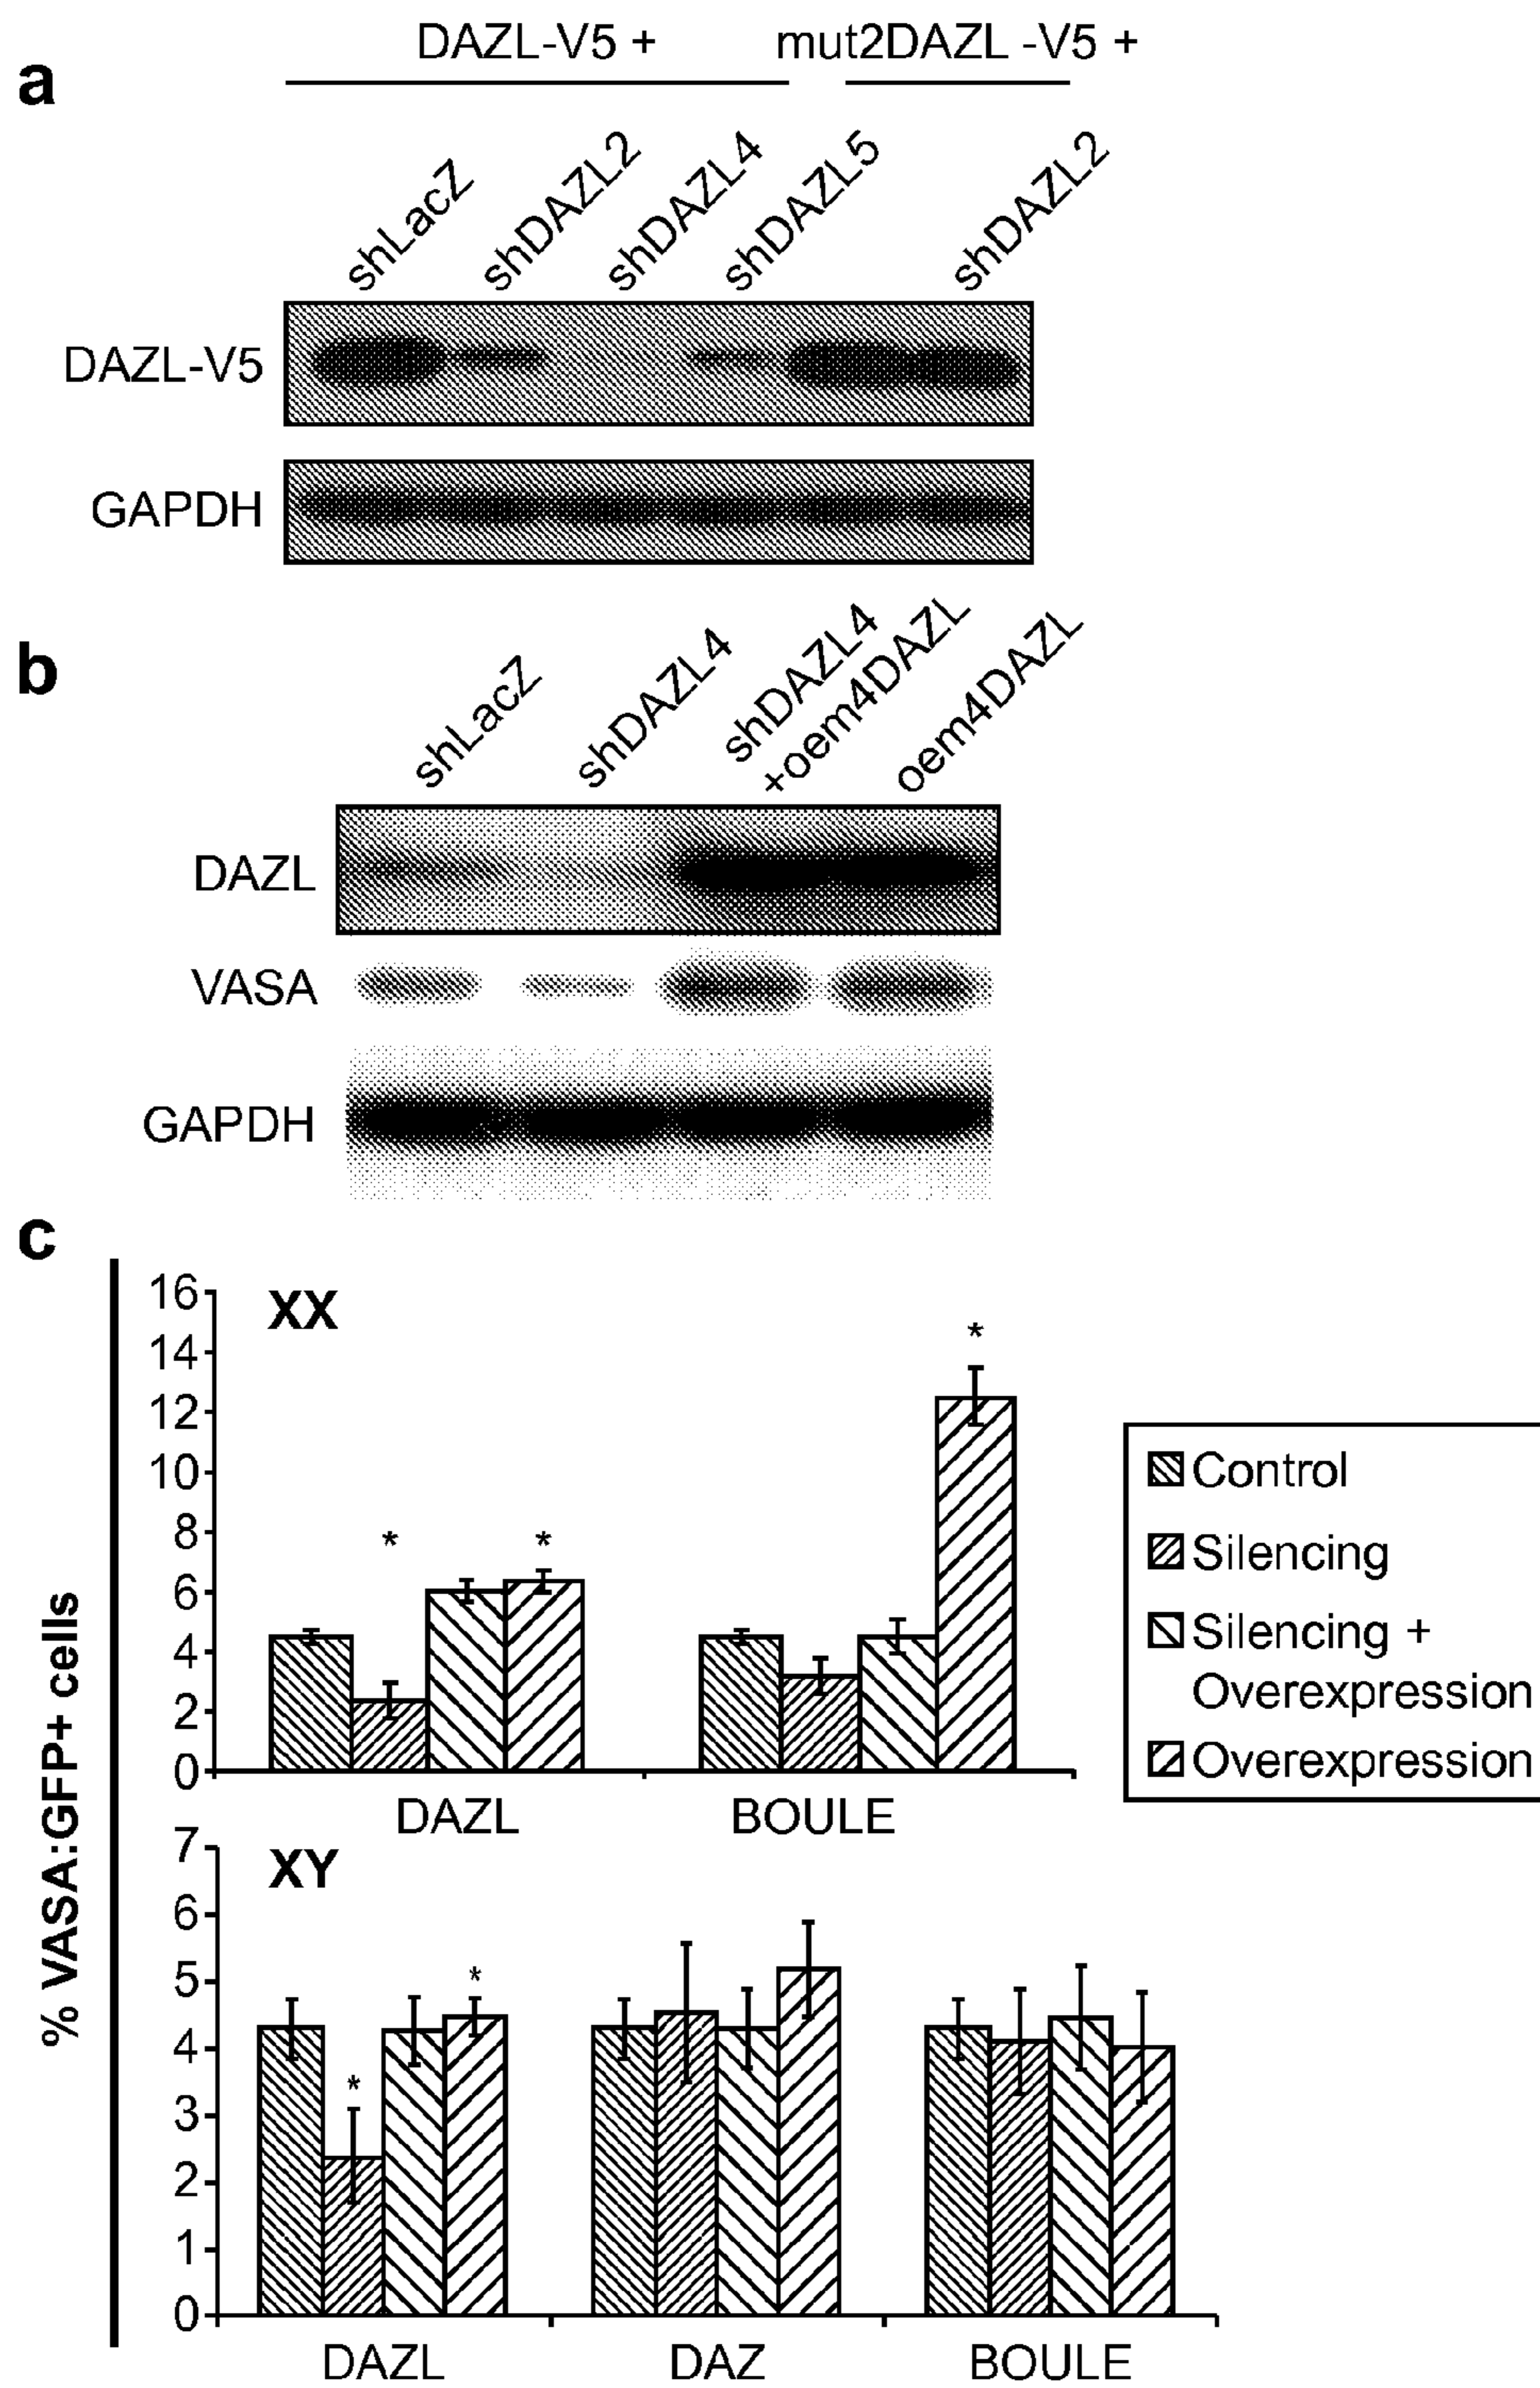 a
DAZL-V5 +
mut2DAZL -V5 +
shLacZ
shDAZL2
shDAZL4
shDAZL5
shDAZL2
DAZL-V5
GAPDH
b
shLacZ
shDAZL4
shDAZL4
+oem4DAZL
oem4DAZL
DAZL
VASA
GAPDH
c
% VASA:GFP+ cells
XX
16
14
12
10
8
6
4
2
0
*
*
*
DAZL
BOULE
Control
Silencing
Silencing +
Overexpression
Overexpression
XY
7
6
5
4
3
2
1
0
*
*
DAZL
DAZ
BOULE